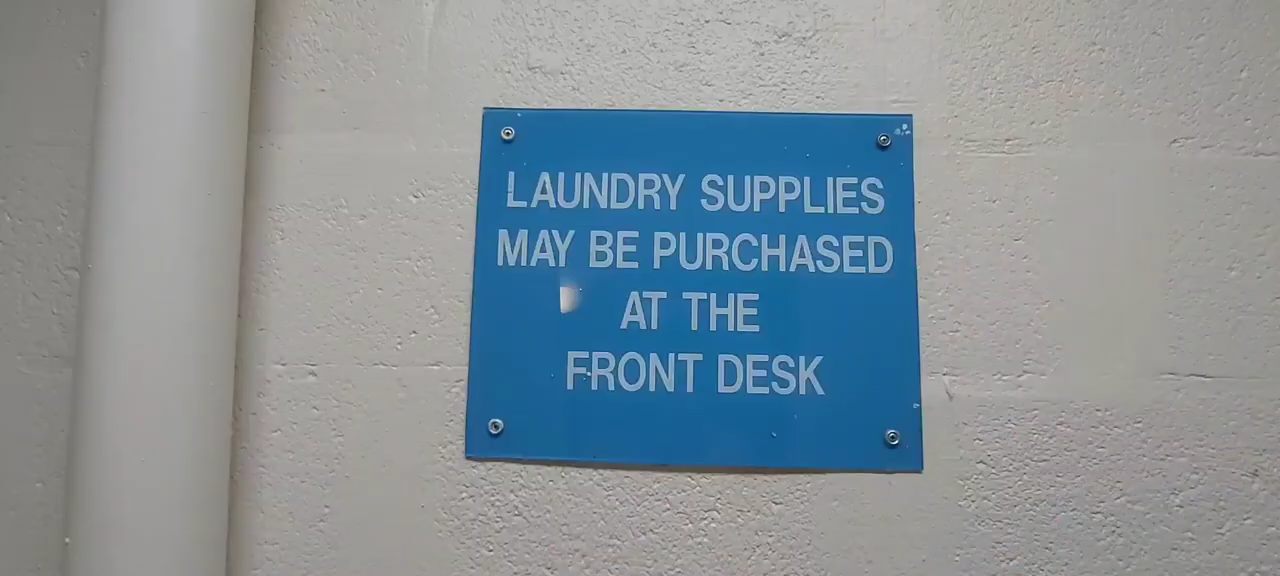 LAUNDRY SUPPLIES
MAY BE PURCHASED
AT THE
FRONT DESK